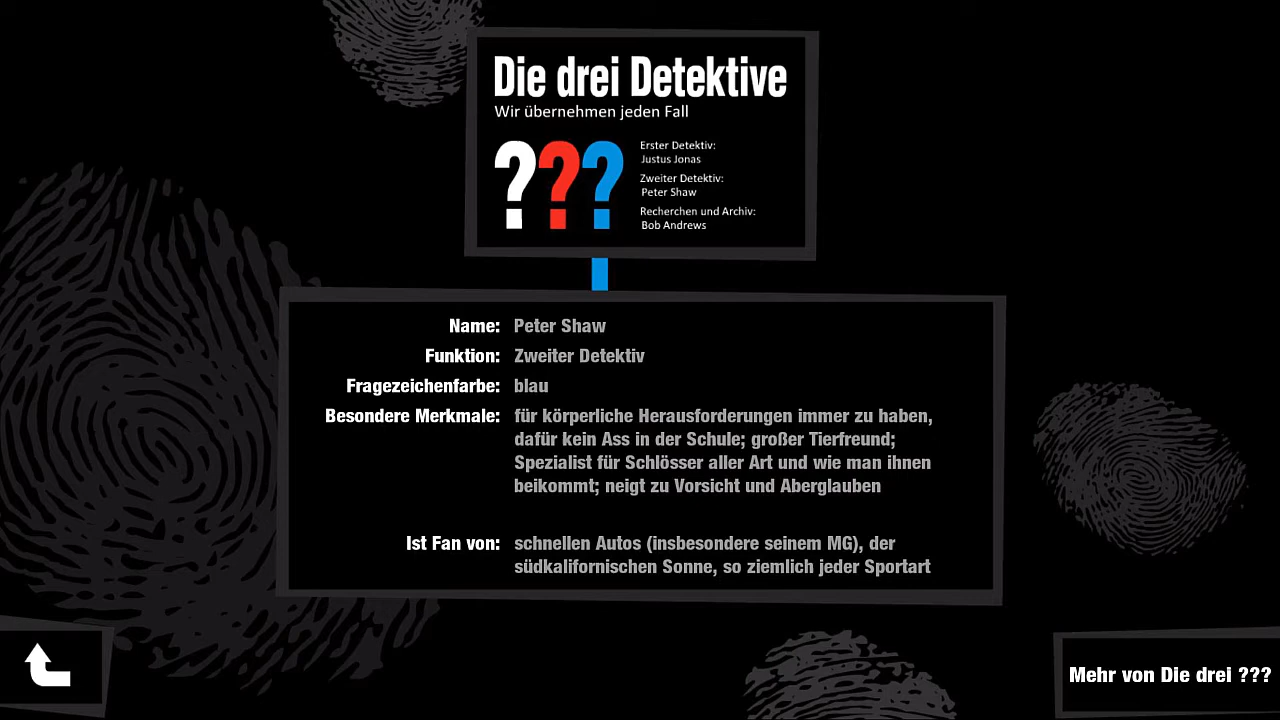 Die drei Detektive
Wir übernehmen jeden Fall
???
Erster Detektiv:
Justus Jonas
Zweiter Detektiv:
Peter Shaw
Recherchen und Archiv:
Bob Andrews
Name: Peter Shaw
Funktion: Zweiter Detektiv
Fragezeichenfarbe: blau
Besondere Merkmale: für körperliche Herausforderungen immer zu haben,
dafür kein Ass in der Schule; großer Tierfreund;
Spezialist für Schlösser aller Art und wie man ihnen
beikommt; neigt zu Vorsicht und Aberglauben
Ist Fan von: schnellen Autos (insbesondere seinem MG), der
südkalifornischen Sonne, so ziemlich jeder Sportart
Mehr von Die drei ???